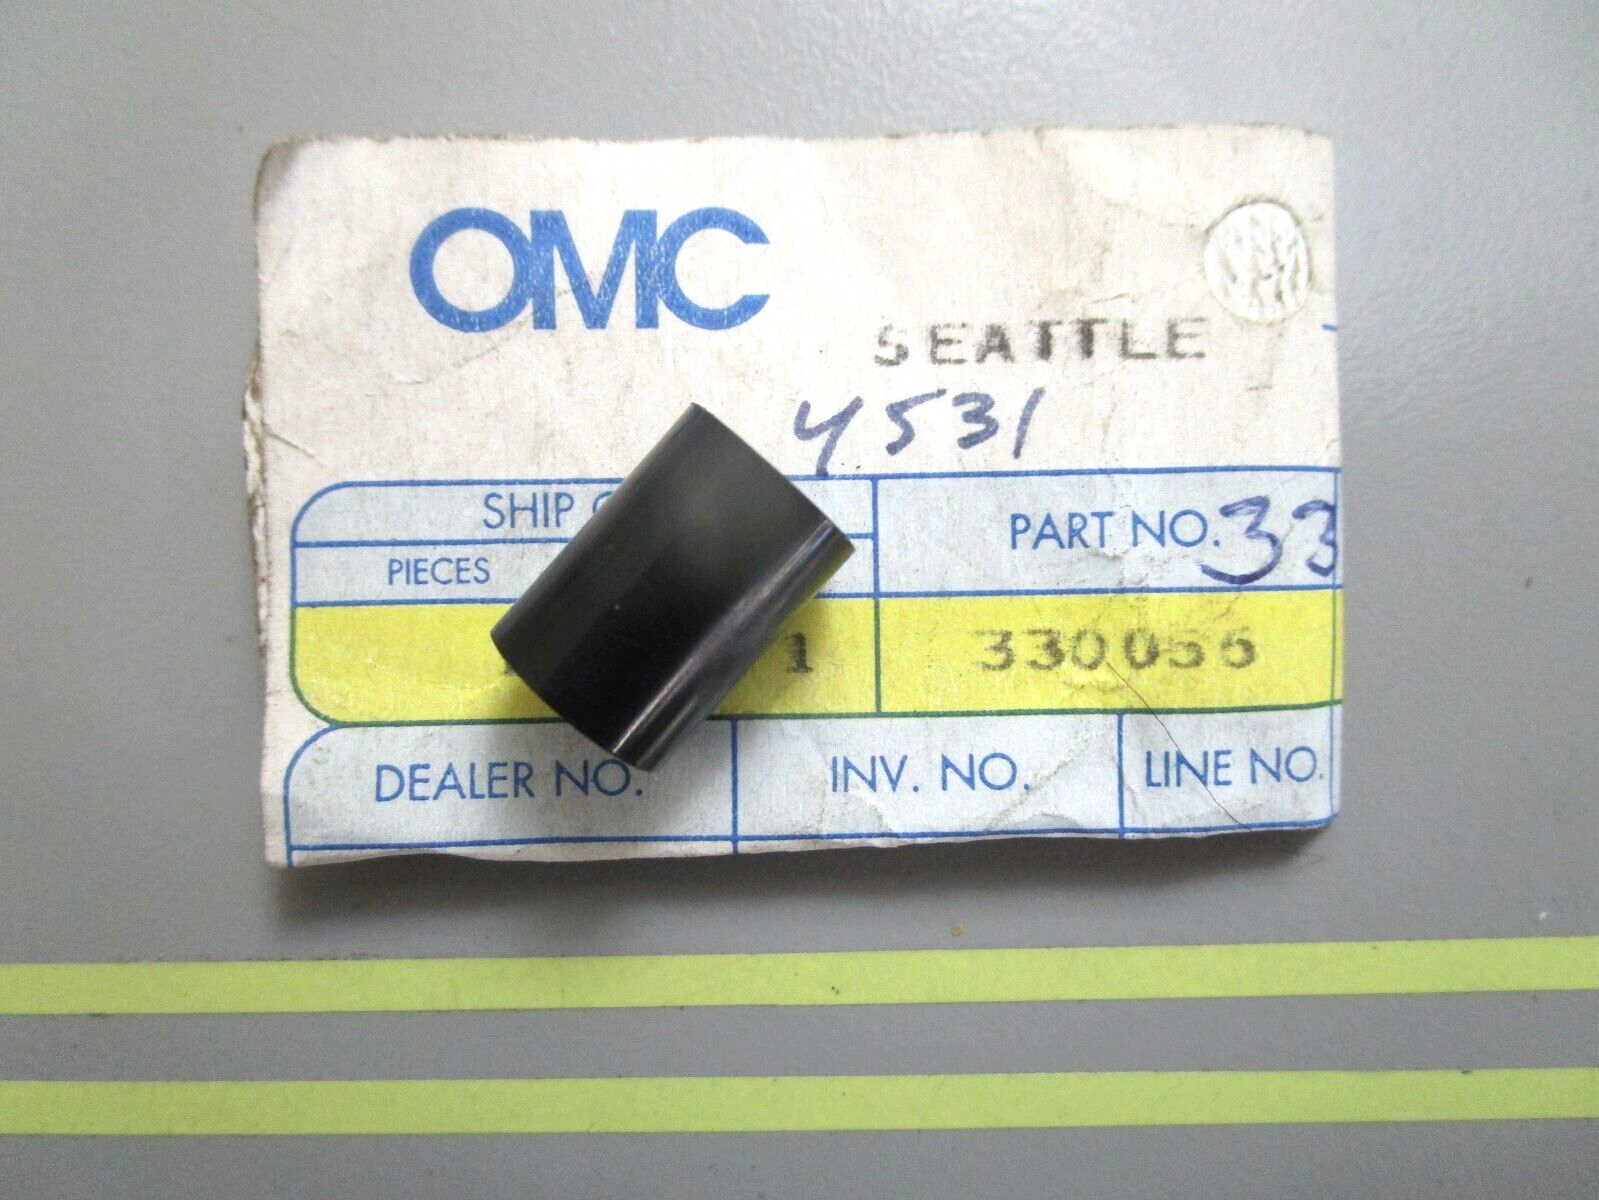 OMC
SEATTLE
4531
SHIP
PART NO. 33
PIECES
1 330056
DEALER NO. INV. NO. LINE NO.